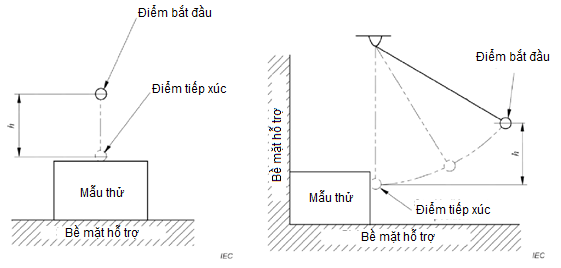 Điểm bắt đầu
Điểm tiếp xúc
h
Mẫu thử
Bề mặt hỗ trợ
IEC
Điểm bắt đầu
Bề mặt hỗ trợ
h
Mẫu thử
Điểm tiếp xúc
Bề mặt hỗ trợ
IEC